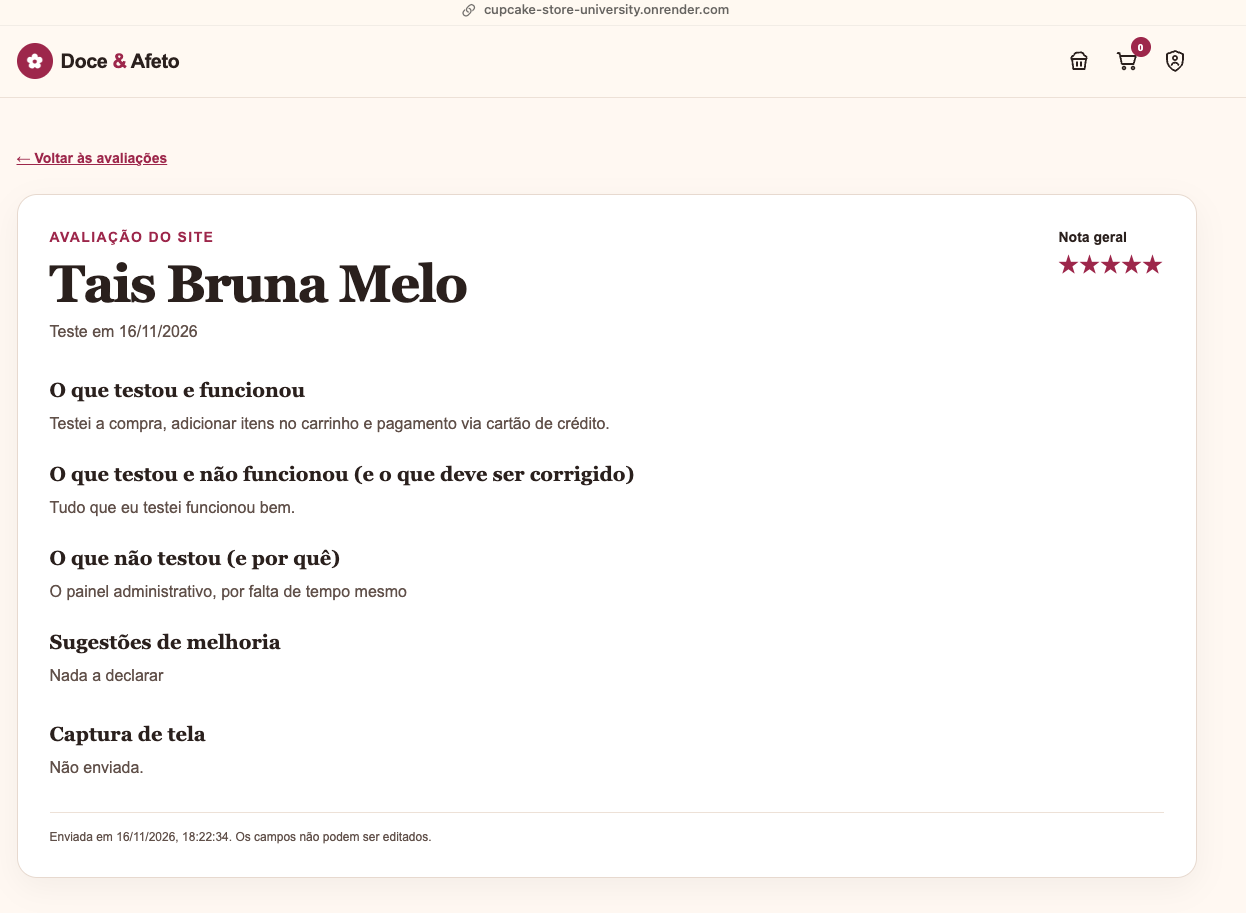 cupcake-store-university.onrender.com
Doce & Afeto
0
← Voltar às avaliações
AVALIAÇÃO DO SITE
Nota geral
★★★★★
Tais Bruna Melo
Teste em 16/11/2026
O que testou e funcionou
Testei a compra, adicionar itens no carrinho e pagamento via cartão de crédito.
O que testou e não funcionou (e o que deve ser corrigido)
Tudo que eu testei funcionou bem.
O que não testou (e por quê)
O painel administrativo, por falta de tempo mesmo
Sugestões de melhoria
Nada a declarar
Captura de tela
Não enviada.
Enviada em 16/11/2026, 18:22:34. Os campos não podem ser editados.